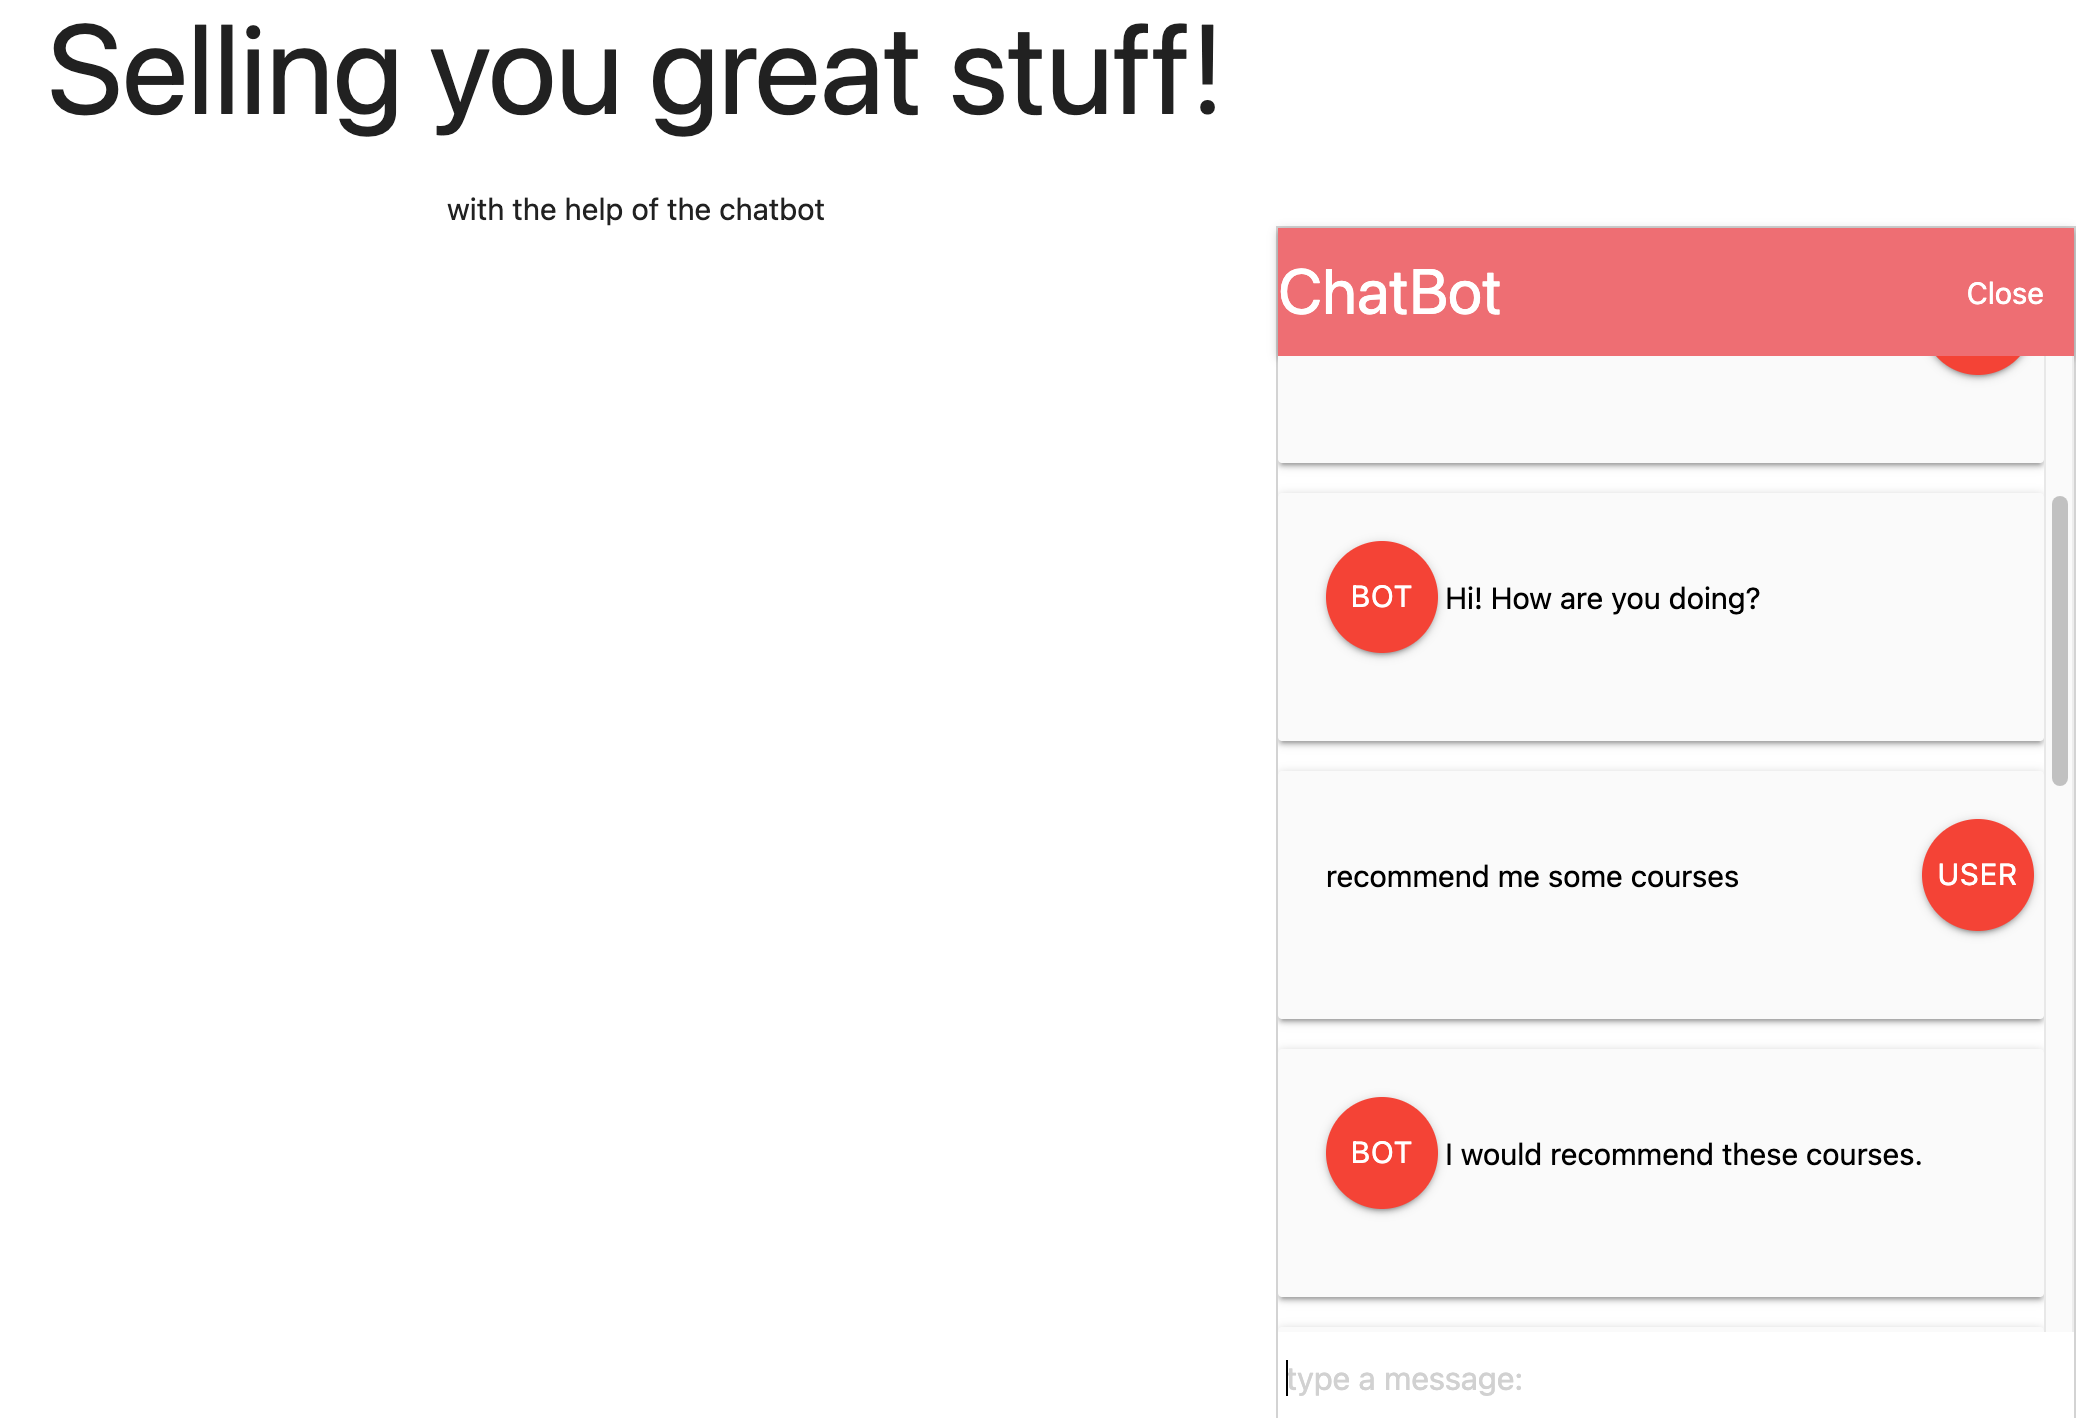 Selling you great stuff!
with the help of the chatbot
ChatBot
Close
BOT
Hi! How are you doing?
recommend me some courses
USER
BOT
I would recommend these courses.
type a message: